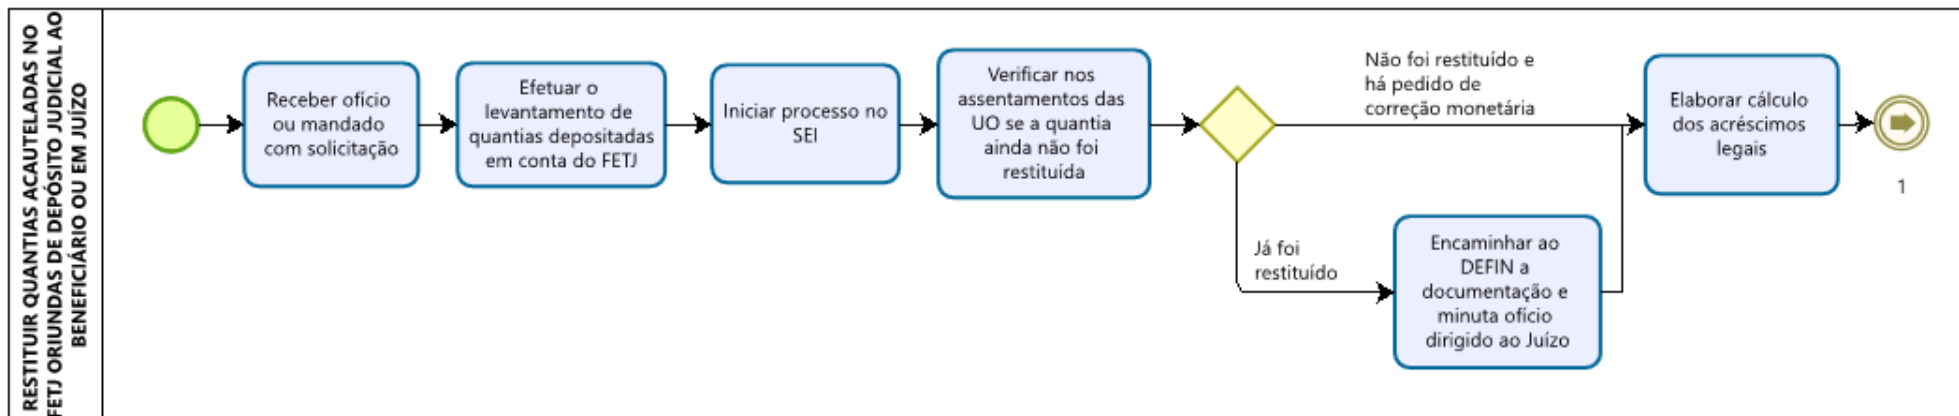 RESTITUIR QUANTIAS ACAUTELADAS NO
FETJ ORIUNDAS DE DEPÓSITO JUDICIAL AO
BENEFICIÁRIO OU EM JUÍZO
Receber ofício
ou mandado
com solicitação
Efetuar o
levantamento de
quantias depositadas
em conta do FETJ
Iniciar processo no
SEI
Verificar nos
assentamentos das
UO se a quantia
ainda não foi
restituída
Não foi restituído e
há pedido de
correção monetária
Já foi
restituído
Encaminhar ao
DEFIN a
documentação e
minuta ofício
dirigido ao Juízo
Elaborar cálculo
dos acréscimos
legais
1